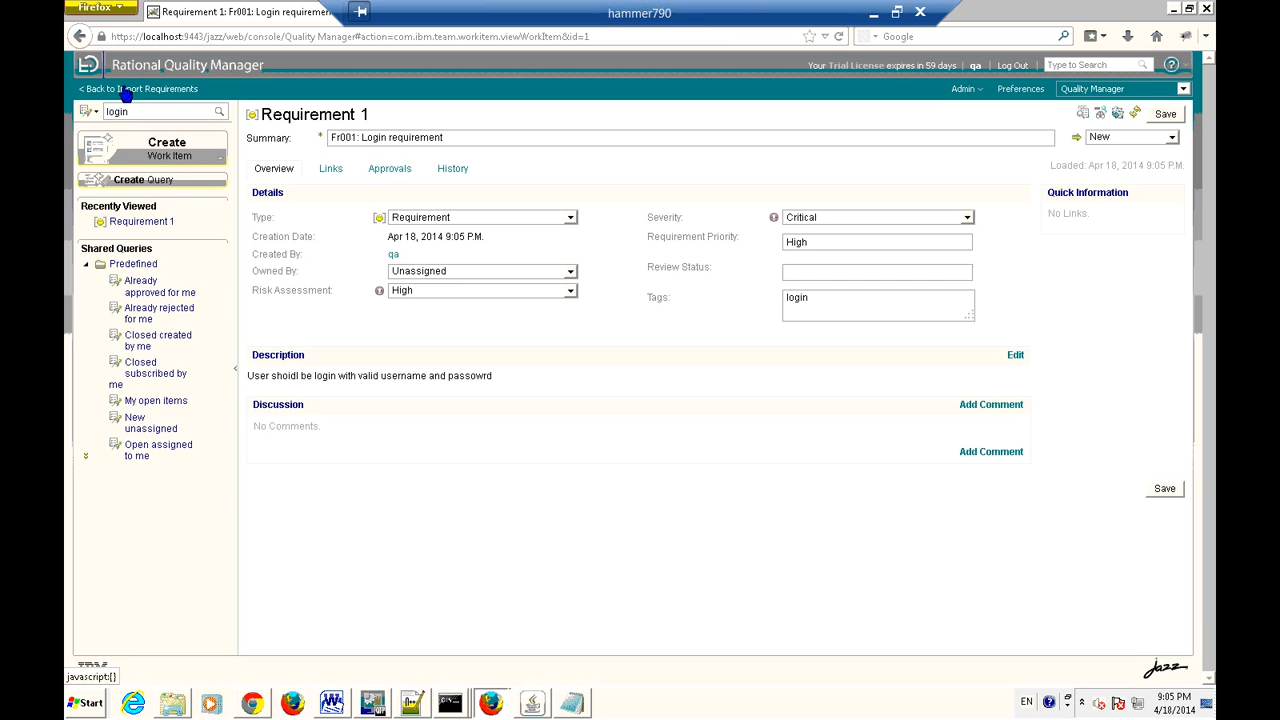 Firefox
Requirement 1: Fr001: Login requiremen
hammer790
https://localhost:9443/jazz/web/console/Quality Manager#action=com.ibm.team.workitem.viewWorkItem&id=1
Google
Rational Quality Manager
Your Trial License expires in 59 days
qa
Log Out
Type to Search
< Back to Import Requirements
Admin
Preferences
Quality Manager
login
Requirement 1
Save
Create
Work Item
Summary:
* Fr001: Login requirement
New
Create Query
Overview
Links
Approvals
History
Loaded: Apr 18, 2014 9:05 P.M.
Recently Viewed
Requirement 1
Details
Quick Information
No Links.
Type:
Requirement
Severity:
Critical
Creation Date:
Apr 18, 2014 9:05 P.M.
Requirement Priority:
High
Created By:
qa
Owned By:
Unassigned
Review Status:
Risk Assessment:
High
Tags:
login
Shared Queries
Predefined
Already
approved for me
Already rejected
for me
Closed created
by me
Closed
subscribed by
me
My open items
New
unassigned
Open assigned
to me
Description
Edit
User shoidl be login with valid username and passowrd
Discussion
Add Comment
No Comments.
Add Comment
Save
jazz
javascript:{}
Start
EN
9:05 PM
4/18/2014